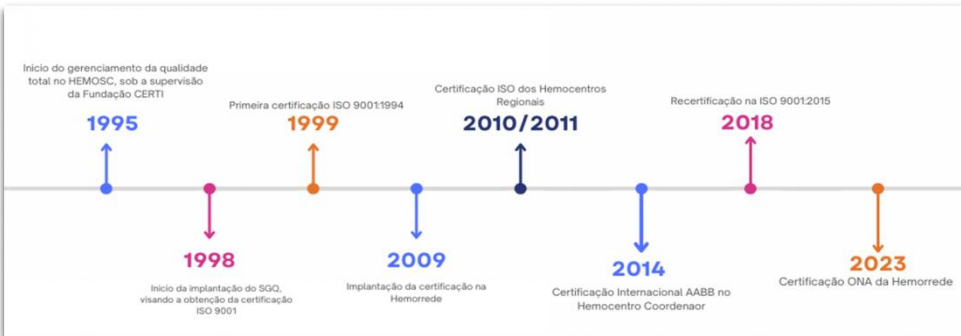 Início do gerenciamento da qualidade
total no HEMOSC, sob a supervisão
da Fundação CERTI
1995
Primeira certificação ISO 9001:1994
1999
Certificação ISO dos Hemocentros
Regionais
2010/2011
Recertificação na ISO 9001:2015
2018
1998
Início da implantação do SGQ,
visando a obtenção da certificação
ISO 9001
2009
Implantação da certificação na
Hemorrede
2014
Certificação Internacional AABB no
Hemocentro Coordenaor
2023
Certificação ONA da Hemorrede